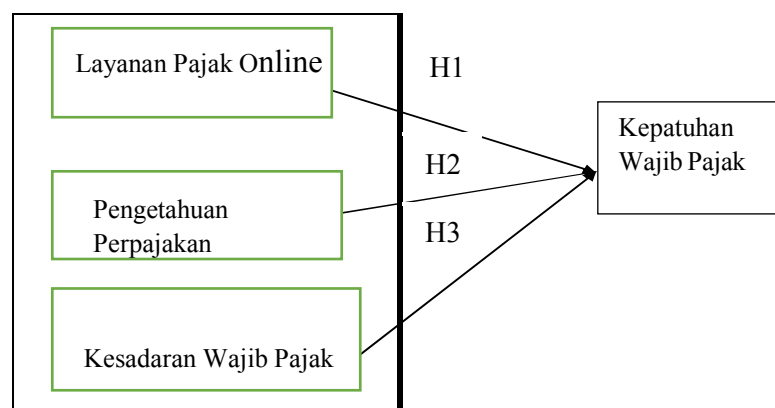 Layanan Pajak Online
H1
Kepatuhan
Wajib Pajak
H2
Pengetahuan
Perpajakan
H3
Kesadaran Wajib Pajak